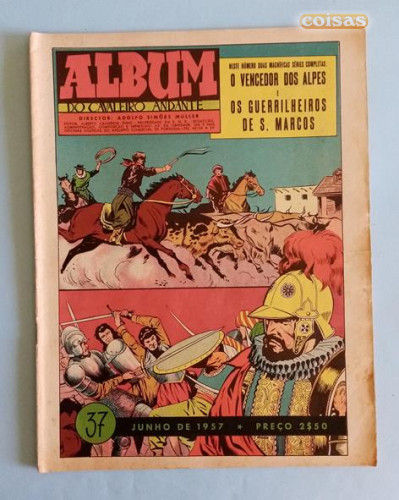 coisas
ALBUM
DO CAVALEIRO ANDANTE
DIRECTOR: ADOLFO SIMÕES MULLER
NESTE NÚMERO DUAS MAGNÍFICAS SÉRIES COMPLETAS:
O VENCEDOR DOS ALPES
E
OS GUERRILHEIROS
DE S. MARCOS
37
JUNHO DE 1957 * PREÇO 2$50